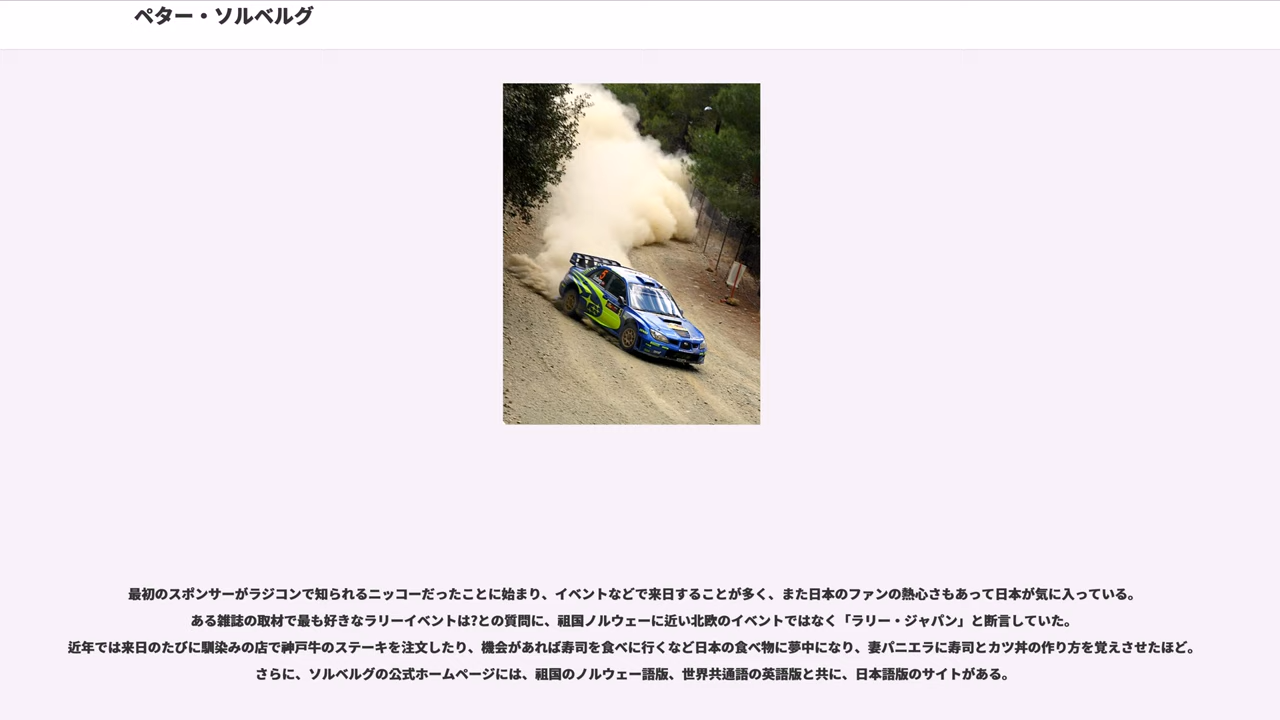 ペター・ソルベルグ
最初のスポンサーがラジコンで知られるニッコーだったことに始まり、イベントなどで来日することが多く、また日本のファンの熱心さもあって日本が気に入っている。
ある雑誌の取材で最も好きなラリーイベントは?との質問に、祖国ノルウェーに近い北欧のイベントではなく「ラリー・ジャパン」と断言していた。
近年では来日のたびに馴染みの店で神戸牛のステーキを注文したり、機会があれば寿司を食べに行くなど日本の食べ物に夢中になり、妻パニエラに寿司とカツ丼の作り方を覚えさせたほど。
さらに、ソルベルグの公式ホームページには、祖国のノルウェー語版、世界共通語の英語版と共に、日本語版のサイトがある。